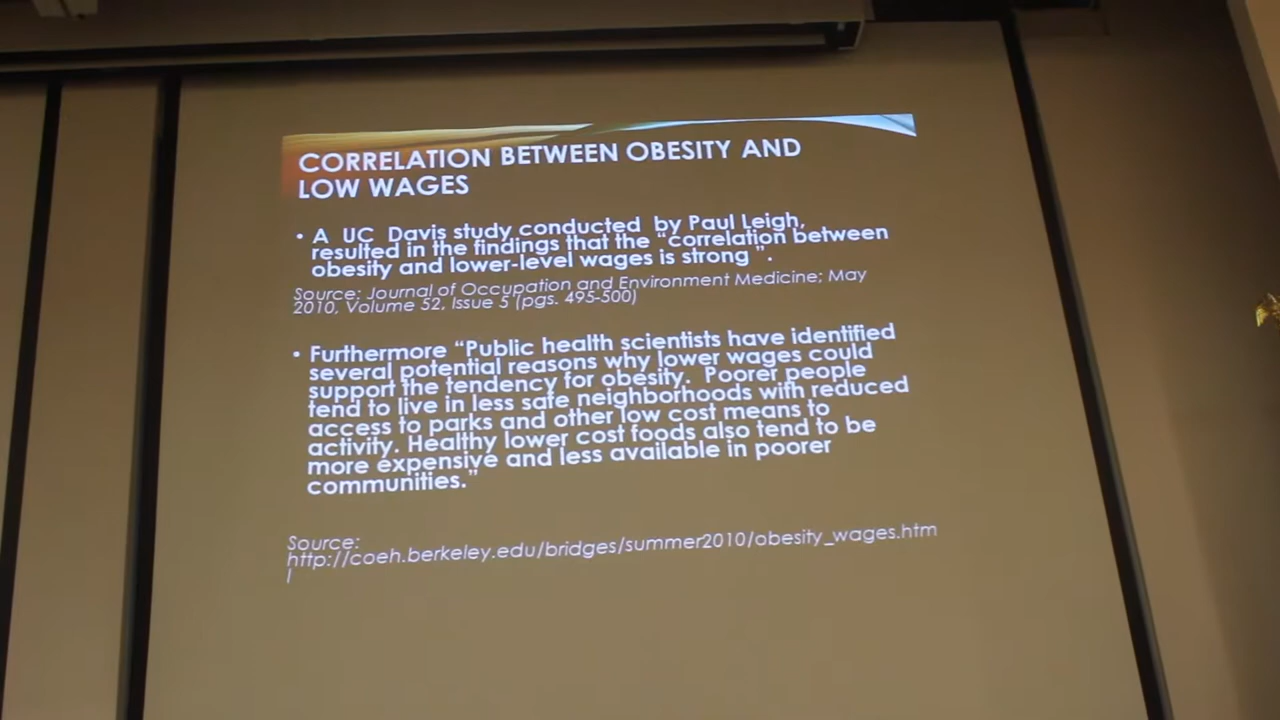 CORRELATION BETWEEN OBESITY AND
LOW WAGES
• A UC Davis study conducted by Paul Leigh,
resulted in the findings that the “correlation between
obesity and lower-level wages is strong ”.
Source: Journal of Occupation and Environment Medicine; May
2010, Volume 52, Issue 5 (pgs. 495-500)
• Furthermore “Public health scientists have identified
several potential reasons why lower wages could
support the tendency for obesity. Poorer people
tend to live in less safe neighborhoods with reduced
access to parks and other low cost means to
activity. Healthy lower cost foods also tend to be
more expensive and less available in poorer
communities.”
Source:
http://coeh.berkeley.edu/bridges/summer2010/obesity_wages.htm
l